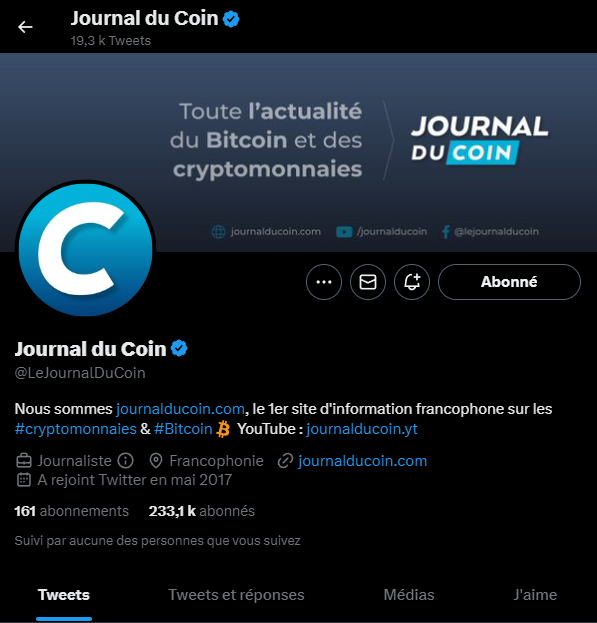 Journal du Coin
19,3 k Tweets
Toute l'actualité
du Bitcoin et des
cryptomonnaies
JOURNAL
DU COIN
journalducoin.com /journalducoin @lejournalducoin
C
Abonné
Journal du Coin
@LeJournalDuCoin
Nous sommes journalducoin.com, le 1er site d'information francophone sur les
#cryptomonnaies & #Bitcoin YouTube : journalducoin.yt
Journaliste Francophonie journalducoin.com
A rejoint Twitter en mai 2017
161 abonnements 233,1 k abonnés
Suivi par aucune des personnes que vous suivez
Tweets Tweets et réponses Médias J'aime